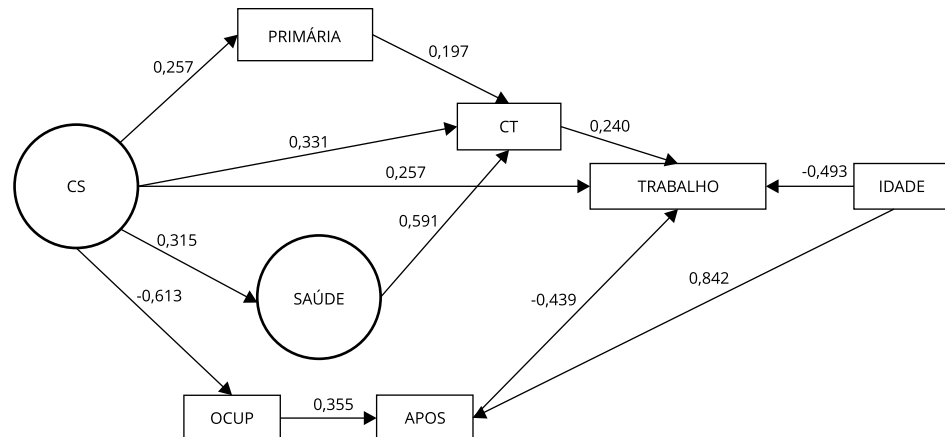 PRIMÁRIA
0,257
0,197
CT
0,331
0,240
CS
0,257
TRABALHO
-0,493
IDADE
0,591
0,315
SAÚDE
-0,613
-0,439
0,842
OCUP
0,355
APOS